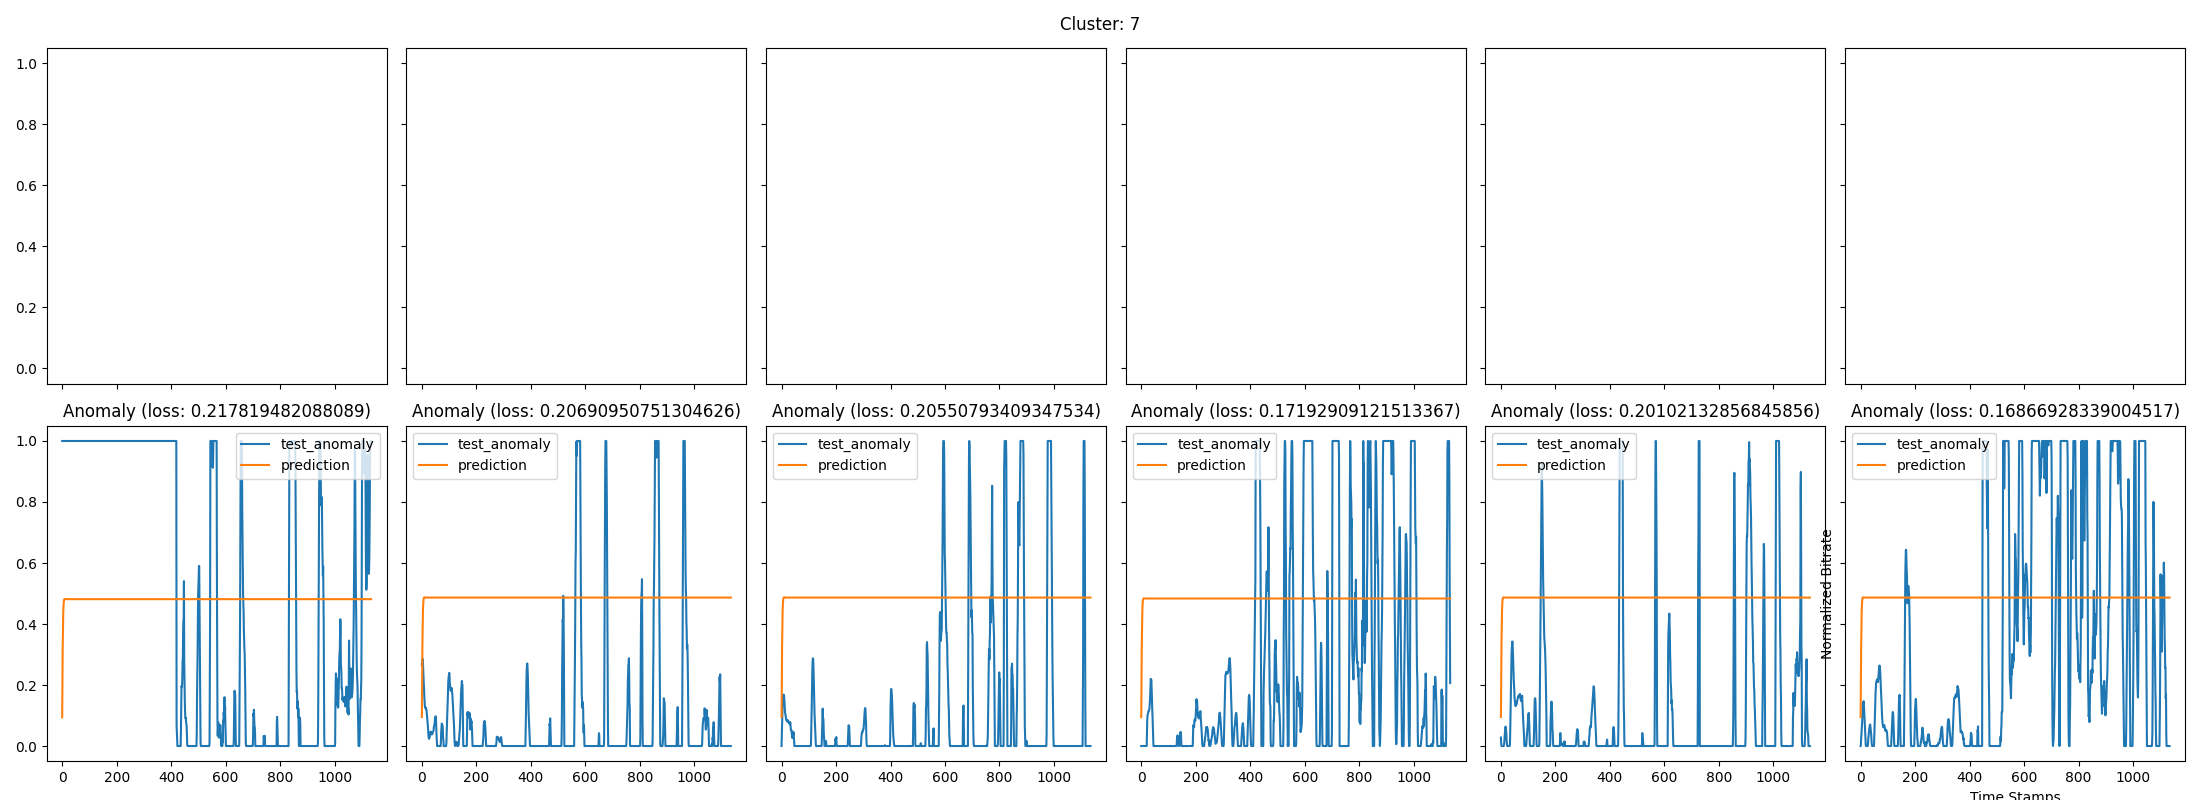 Cluster: 7
1.0
0.8
0.6
0.4
0.2
0.0
Anomaly (loss: 0.217819482088089)
Anomaly (loss: 0.20690950751304626)
Anomaly (loss: 0.20550793409347534)
Anomaly (loss: 0.17192909121513367)
Anomaly (loss: 0.20102132856845856)
Anomaly (loss: 0.16866928339004517)
1.0
0.8
0.6
0.4
0.2
0.0
test_anomaly
prediction
test_anomaly
prediction
test_anomaly
prediction
test_anomaly
prediction
test_anomaly
prediction
test_anomaly
prediction
Normalized Bitrate
0 200 400 600 800 1000
0 200 400 600 800 1000
0 200 400 600 800 1000
0 200 400 600 800 1000
0 200 400 600 800 1000
0 200 400 600 800 1000
Time Stamps